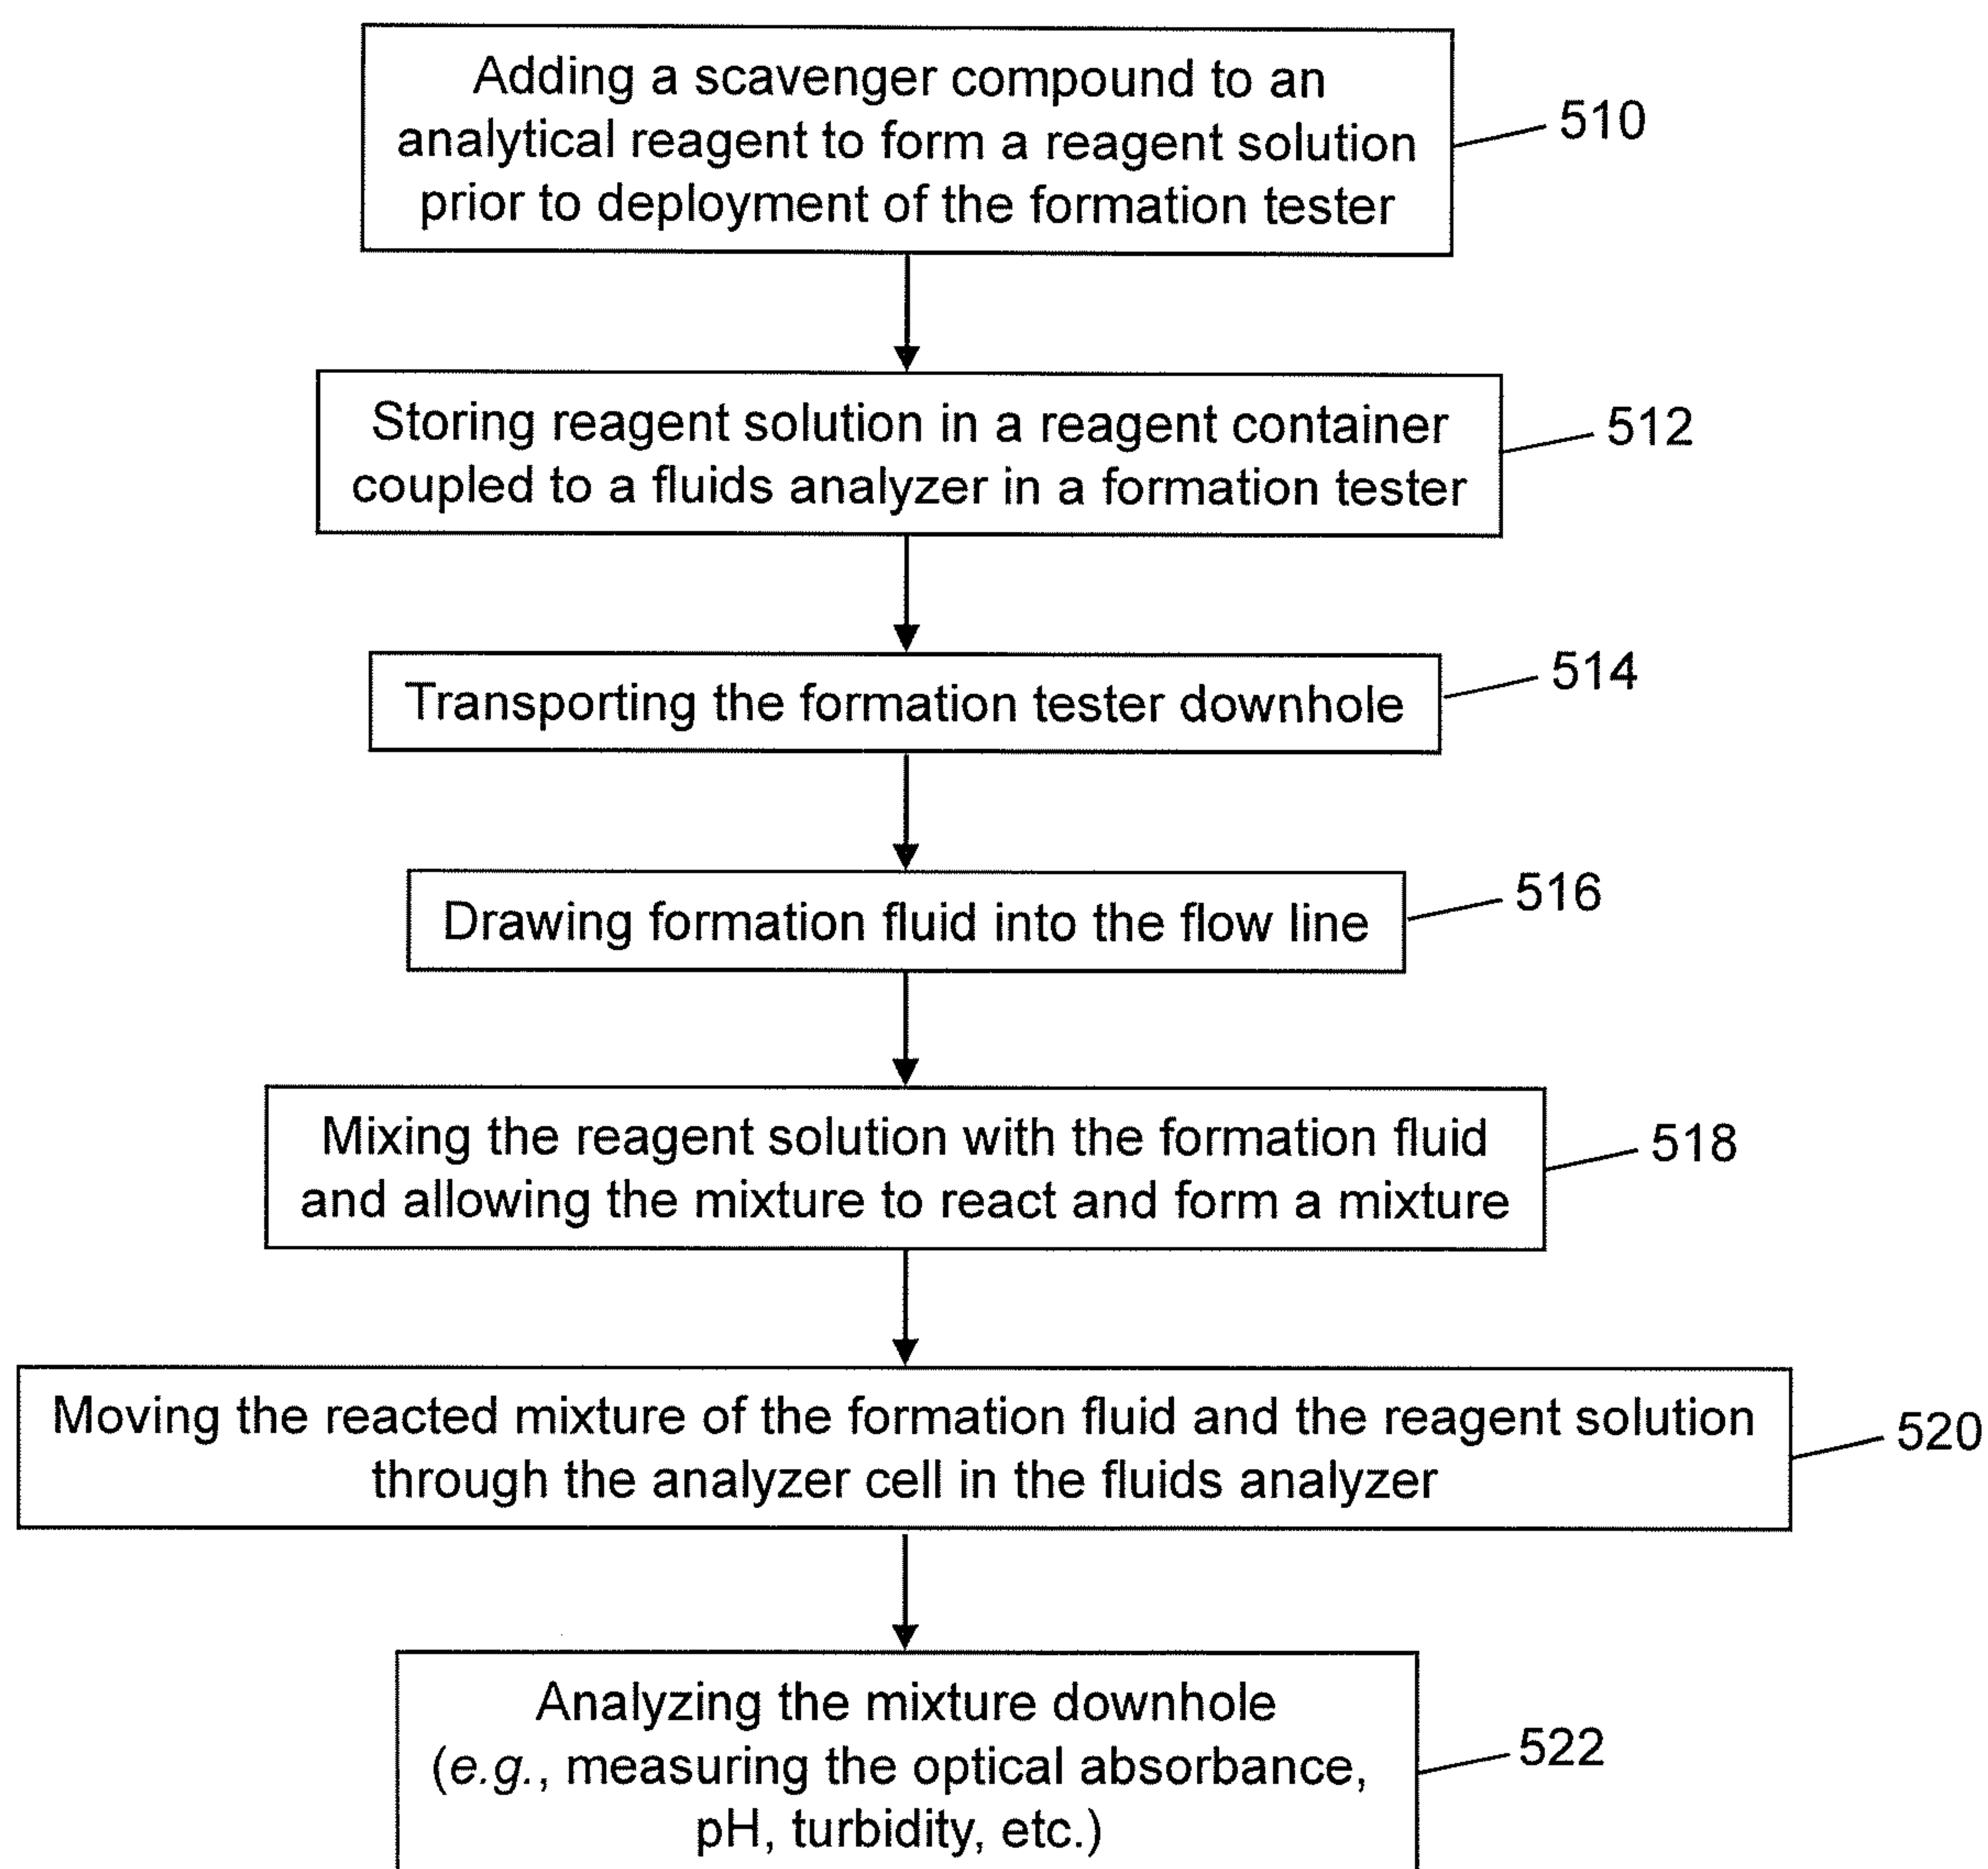 Adding a scavenger compound to an
analytical reagent to form a reagent solution
prior to deployment of the formation tester
510
Storing reagent solution in a reagent container
coupled to a fluids analyzer in a formation tester
512
Transporting the formation tester downhole
514
Drawing formation fluid into the flow line
516
Mixing the reagent solution with the formation fluid
and allowing the mixture to react and form a mixture
518
Moving the reacted mixture of the formation fluid and the reagent solution
through the analyzer cell in the fluids analyzer
520
Analyzing the mixture downhole
(e.g., measuring the optical absorbance,
pH, turbidity, etc.)
522